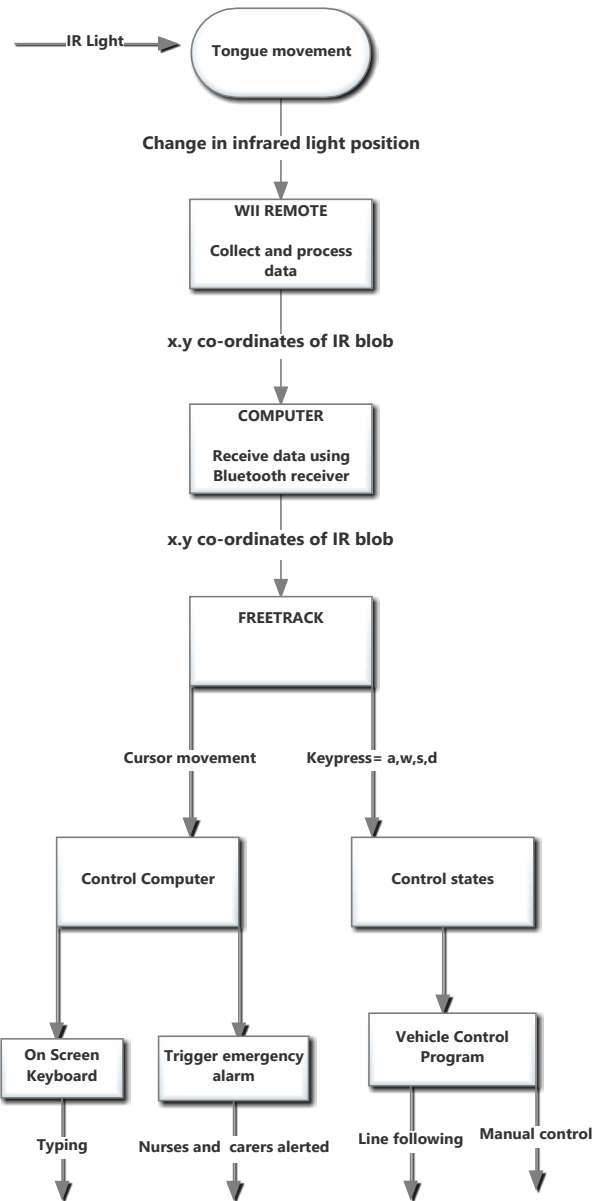 IR Light
Tongue movement
Change in infrared light position
WII REMOTE
Collect and process
data
x.y co-ordinates of IR blob
COMPUTER
Receive data using
Bluetooth receiver
x.y co-ordinates of IR blob
FREETRACK
Cursor movement
Keypress= a,w,s,d
Control Computer
Control states
On Screen
Keyboard
Trigger emergency
alarm
Vehicle Control
Program
Typing
Nurses and carers alerted
Line following
Manual control